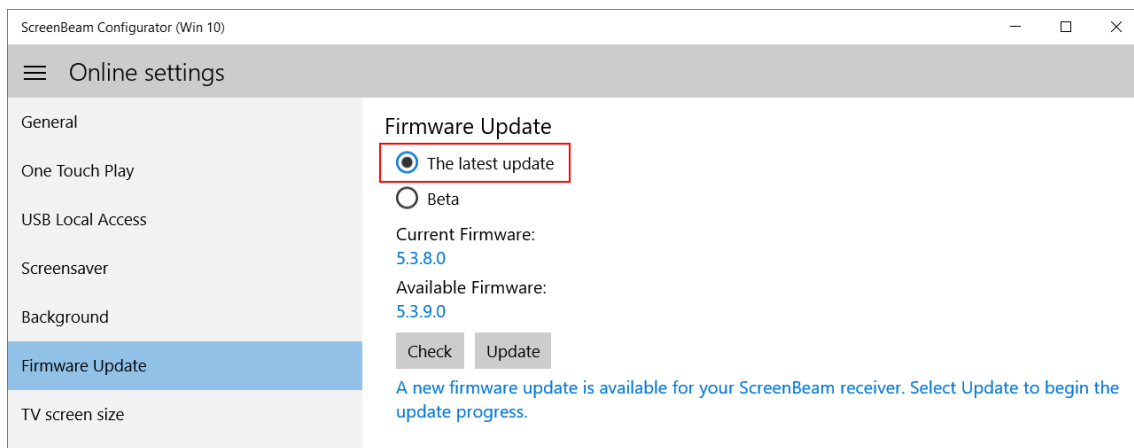 ScreenBeam Configurator (Win 10)
Online settings
General
One Touch Play
USB Local Access
Screensaver
Background
Firmware Update
TV screen size
Firmware Update
The latest update
Beta
Current Firmware:
5.3.8.0
Available Firmware:
5.3.9.0
Check Update
A new firmware update is available for your ScreenBeam receiver. Select Update to begin the
update progress.